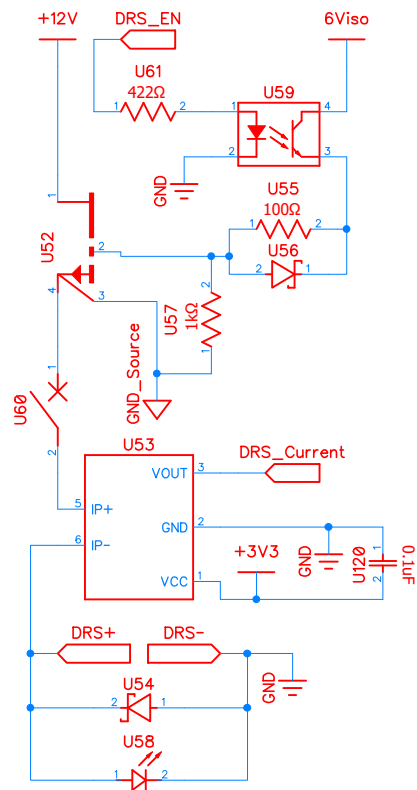 +12V
DRS_EN
6Viso
U61
422Ω
1
2
U59
1
4
2
3
GND
U55
100Ω
1
2
U56
2
1
1
U52
2
3
4
2
U57
1kΩ
1
GND_Source
1
U60
2
U53
DRS_Current
VOUT
3
5
IP+
GND
2
6
IP-
+3V3
GND
1
U120
0.1uF
2
VCC
1
DRS+
DRS-
U54
2
1
GND
U58
1
2